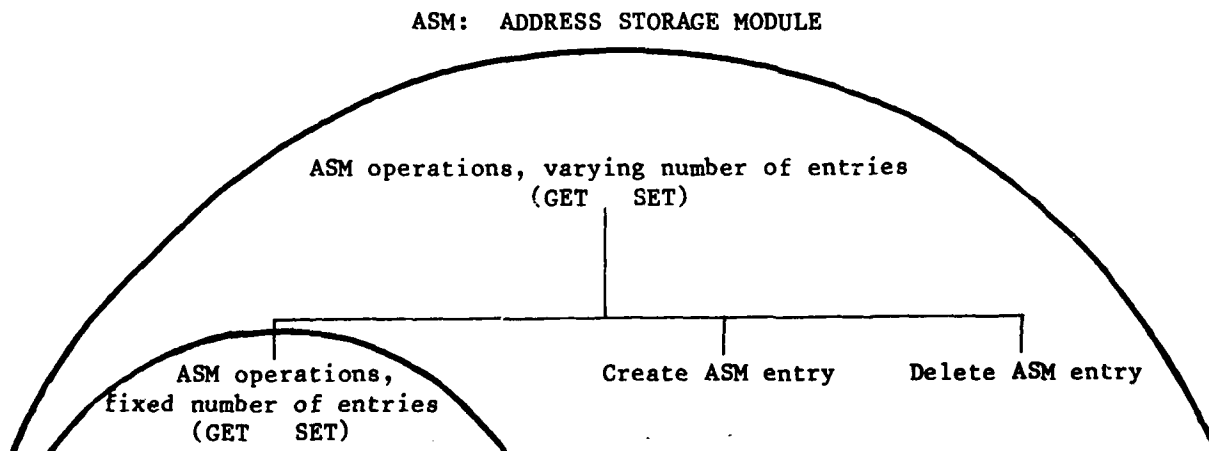 ASM: ADDRESS STORAGE MODULE
ASM operations, varying number of entries
(GET SET)
ASM operations,
fixed number of entries
(GET SET)
Create ASM entry
Delete ASM entry